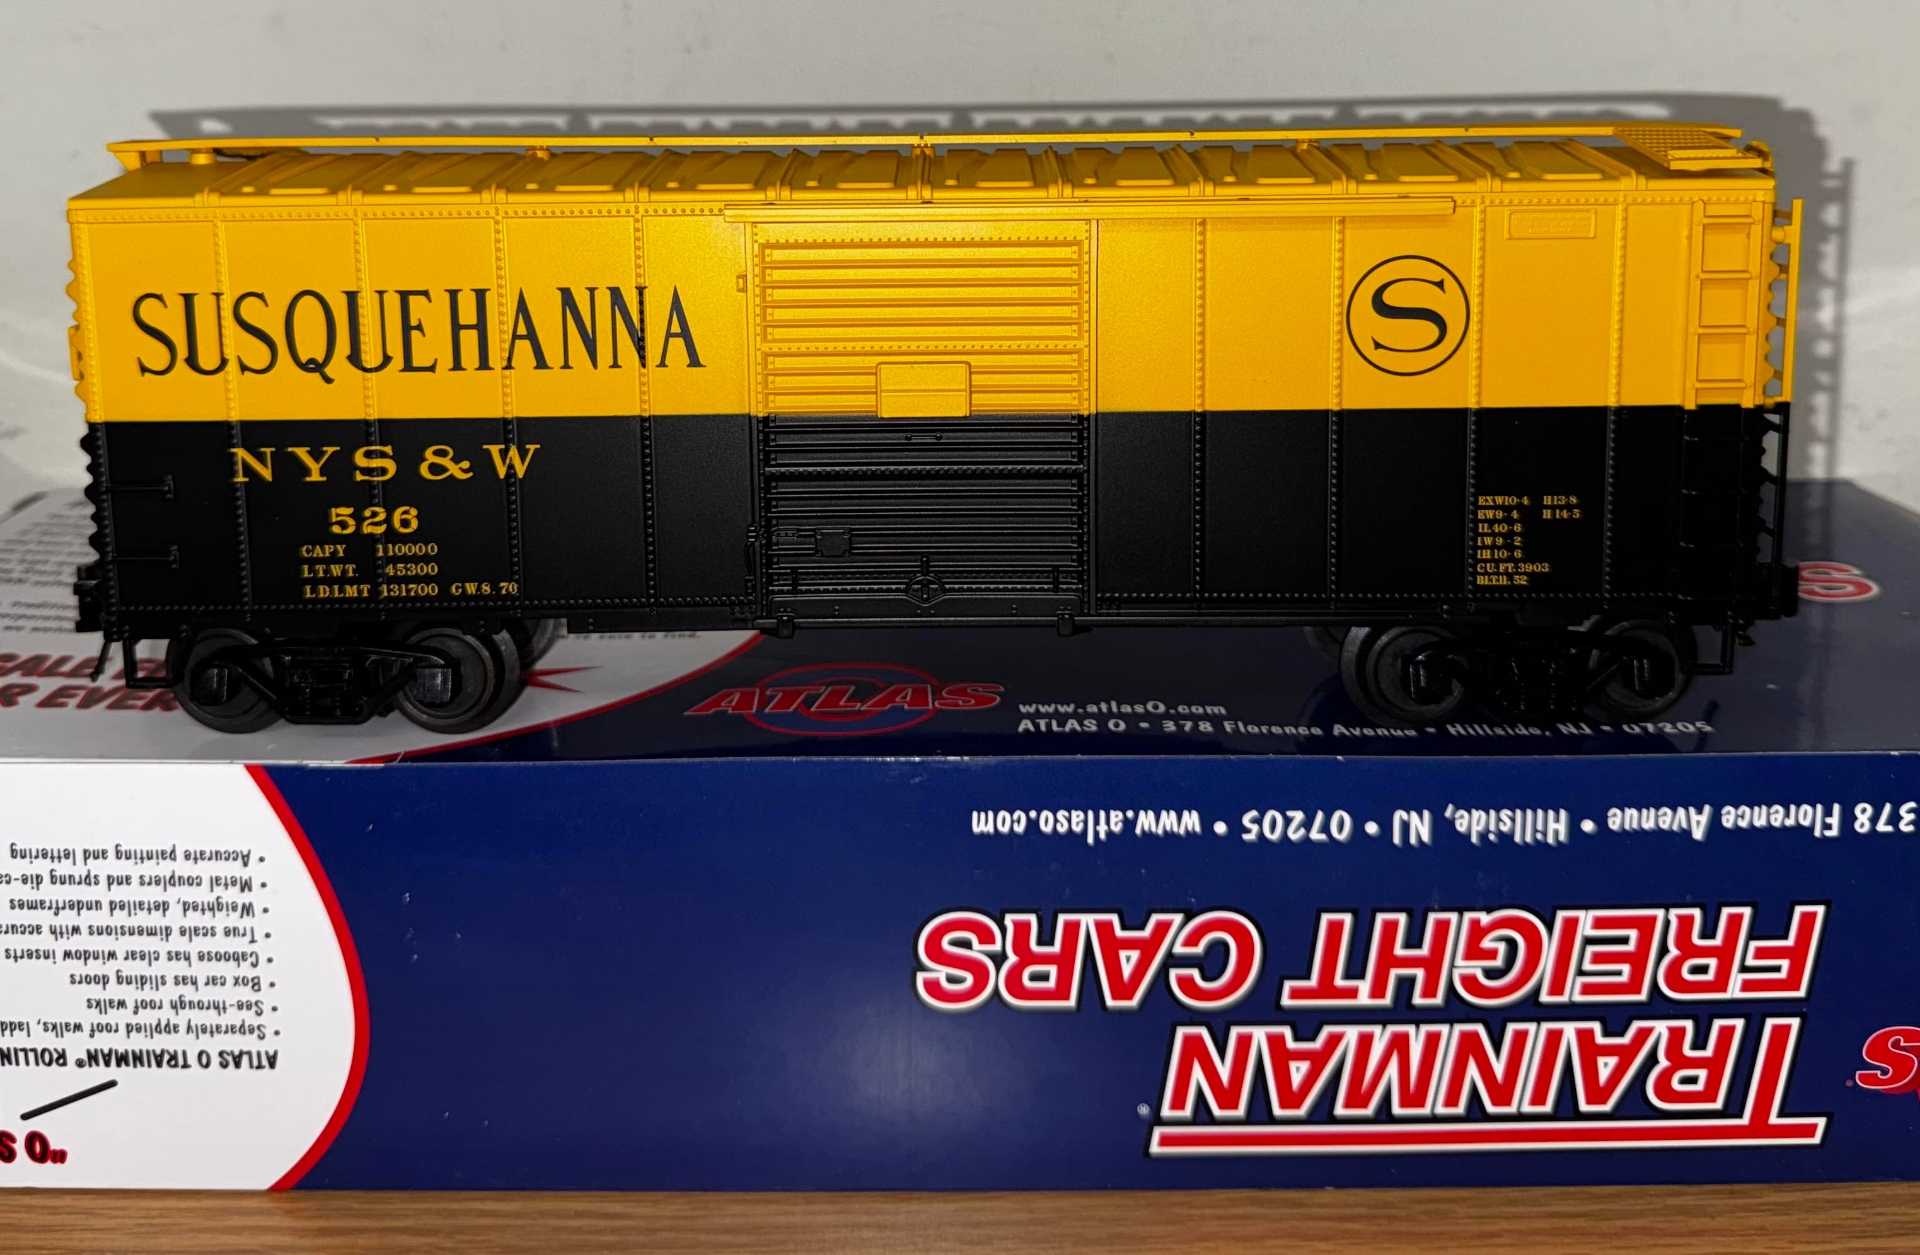 SUSQUEHANNA
S
NYS&W
526
CAPY 110000
LT.WT. 45300
LD.LMT 131700 GW.8.70
EXW10-4 H13-8
EW9-4 H14-5
IL40-6
IW9-2
IH10-6
CU.FT.3903
BLT.11.52
S
R EVER
ATLAS
www.atlasO.com
ATLAS O • 378 Florence Avenue • Hillside, NJ • 07205
378 Florence Avenue • Hillside, NJ • 07205 • www.atlaso.com
TRAINMAN®
FREIGHT CARS
S
ATLAS O TRAINMAN®
• Separately applied roof walks,
• See-through roof walks
• Box car has sliding doors
• Caboose has clear window inserts
• True scale dimensions with
• Weighted, detailed underframes
• Metal couplers and sprung
• Accurate painting and lettering